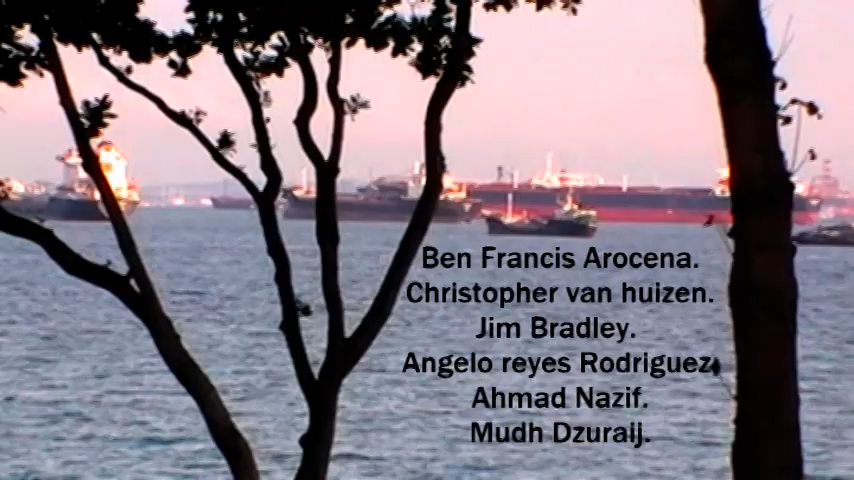 Ben Francis Arocena.
Christopher van huizen.
Jim Bradley.
Angelo reyes Rodriguez.
Ahmad Nazif.
Mudh Dzuraij.